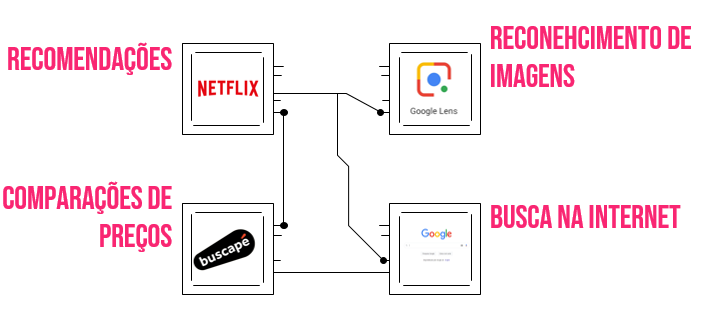 RECOMENDAÇÕES
NETFLIX
RECONEHCIMENTO DE
IMAGENS
Google Lens
COMPARAÇÕES DE
PREÇOS
buscapé
BUSCA NA INTERNET
Google